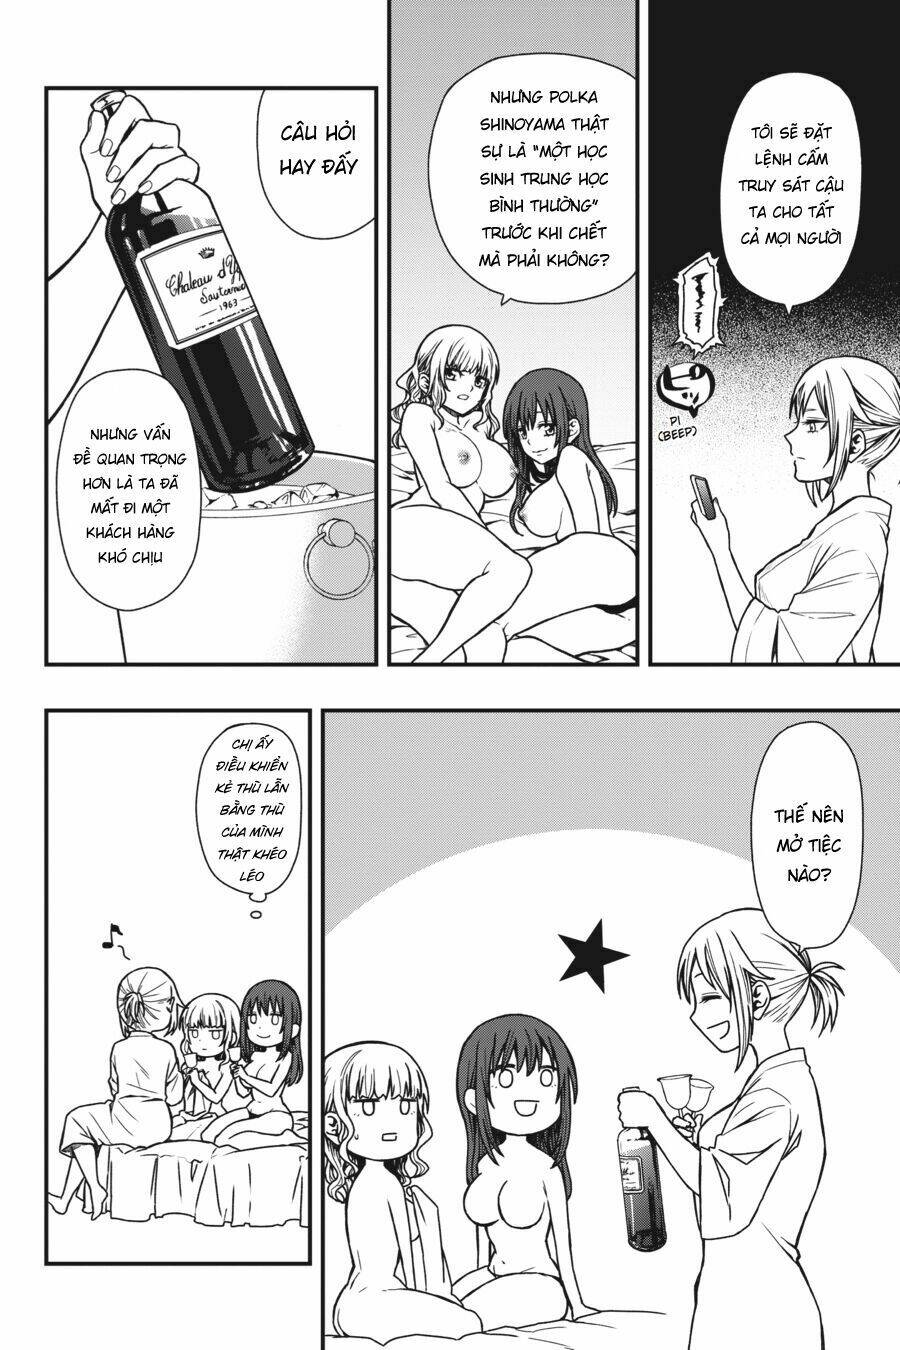 TÔI SẼ ĐẶT
LỆNH CẤM
TRUY SÁT CẬU
TA CHO TẤT
CẢ MỌI NGƯỜI
PI
(BEEP)
NHƯNG POLKA
SHINOYAMA THẬT
SỰ LÀ "MỘT HỌC
SINH TRUNG HỌC
BÌNH THƯỜNG"
TRƯỚC KHI CHẾT
MÀ PHẢI KHÔNG?
CÂU HỎI
HAY ĐẤY
Chateau d'Y
Sauterne
1963
NHƯNG VẤN
ĐỀ QUAN TRỌNG
HƠN LÀ TA ĐÃ
MẤT ĐI MỘT
KHÁCH HÀNG
KHÓ CHỊU
THẾ NÊN
MỞ TIỆC
NÀO?
CHỊ ẤY
ĐIỀU KHIỂN
KẺ THÙ LẪN
BẰNG THÙ
CỦA MÌNH
THẬT KHÉO
LÉO